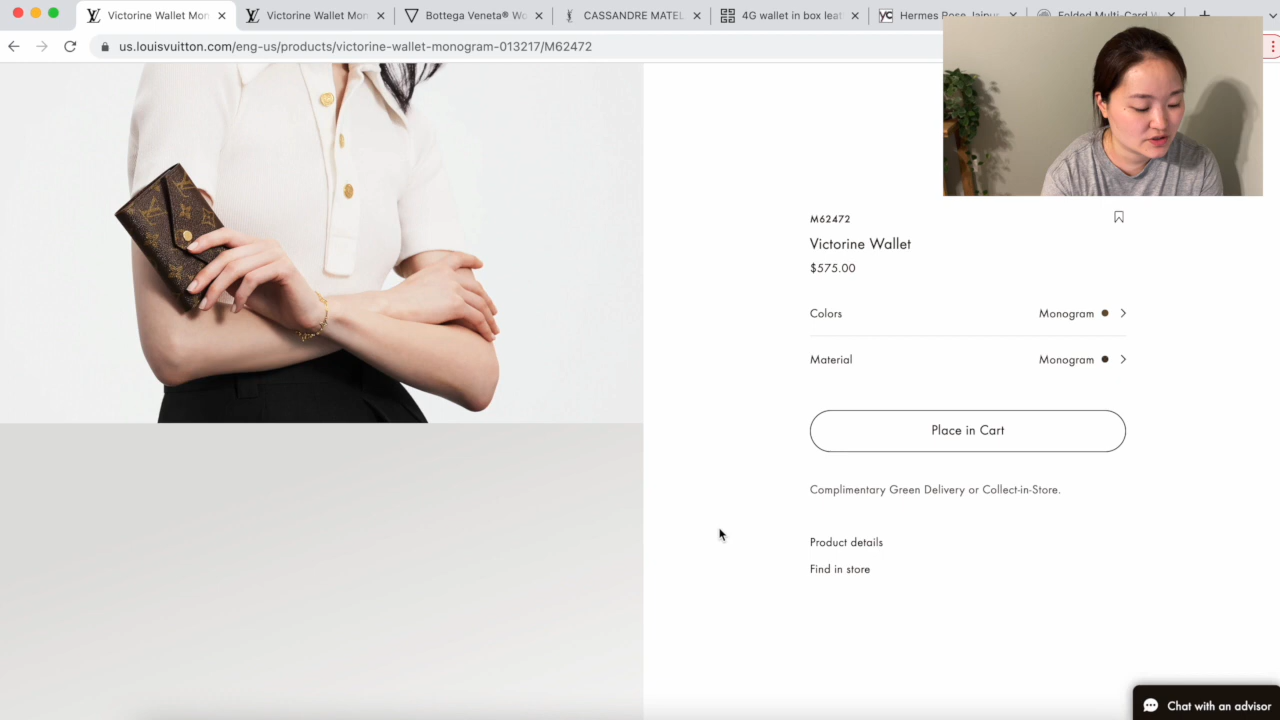 Victorine Wallet Mon
Victorine Wallet Mon
Bottega Veneta® W
CASSANDRE MATEL
4G wallet in box leat
Hermes Rose Jaipur
Folded Multi-Card W
us.louisvuitton.com/eng-us/products/victorine-wallet-monogram-013217/M62472
M62472
Victorine Wallet
$575.00
Colors
Monogram
Material
Monogram
Place in Cart
Complimentary Green Delivery or Collect-in-Store.
Product details
Find in store
Chat with an advisor